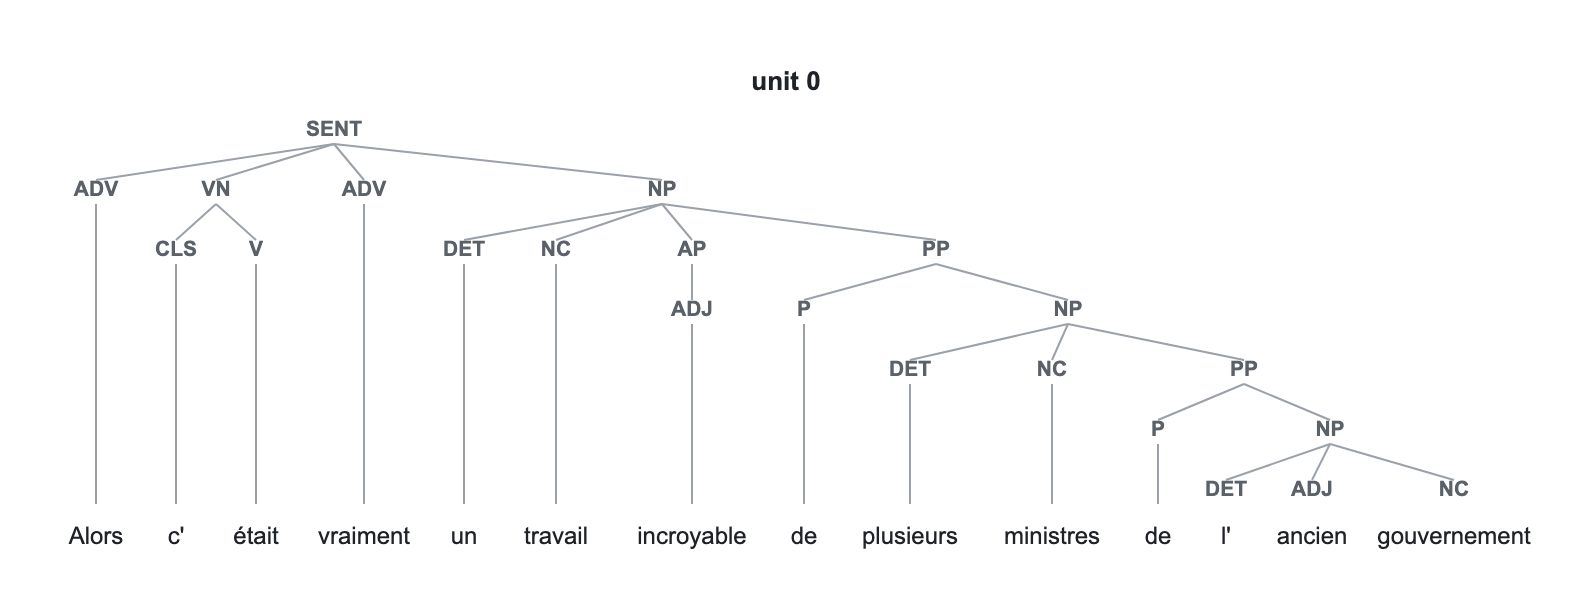 unit 0
SENT
ADV VN ADV NP
CLS V DET NC AP PP
ADJ P NP
DET NC PP
P NP
DET ADJ NC
Alors c' était vraiment un travail incroyable de plusieurs ministres de l' ancien gouvernement